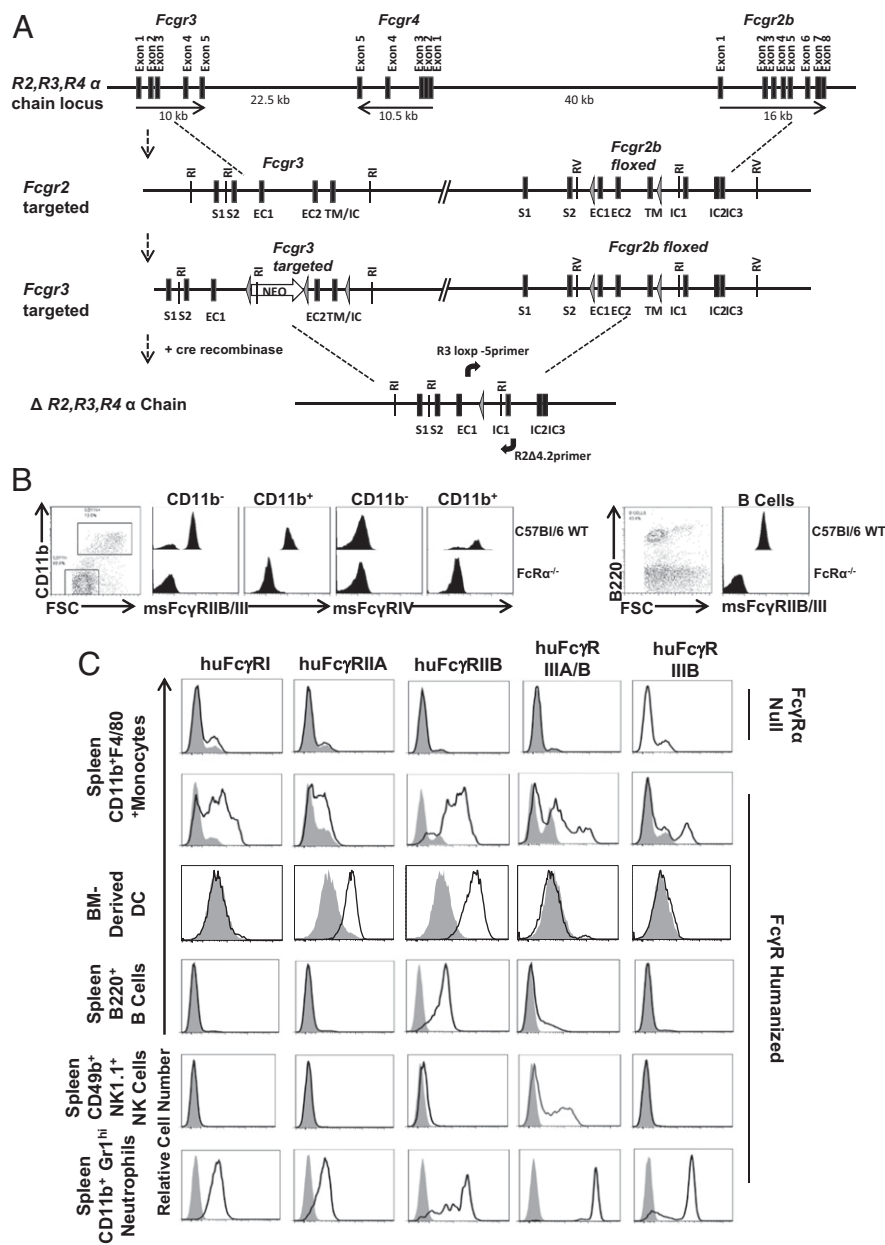 A
Fcgr3 Fcgr4 Fcgr2b
Exon 1 Exon 2 Exon 3 Exon 4 Exon 5 Exon 5 Exon 4 Exon 3 Exon 2 Exon 1 Exon 1 Exon 2 Exon 3 Exon 4 Exon 5 Exon 6 Exon 7 Exon 8
R2,R3,R4 α
chain locus
10 kb 22.5 kb 10.5 kb 40 kb 16 kb
Fcgr3 Fcgr2b
floxed
RI RI RI RV RI RV
Fcgr2
targeted
S1 S2 EC1 EC2 TM/IC S1 S2 EC1 EC2 TM IC1 IC2IC3
Fcgr3
targeted Fcgr2b floxed
RI RI RI RV RI RV
NEO
Fcgr3
targeted
S1 S2 EC1 EC2TM/IC S1 S2 EC1EC2 TM IC1 IC2IC3
+ cre recombinase
R3 loxp -5primer
RI RI RI
Δ R2,R3,R4 α Chain
S1 S2 EC1 IC1 IC2IC3
R2Δ4.2primer
B
CD11b- CD11b+ CD11b- CD11b+ B Cells
CD11b B220
B CELLS
C57Bl/6 WT C57Bl/6 WT
FcRα-/- FcRα-/-
FSC msFcγRIIB/III msFcγRIV FSC msFcγRIIB/III
C
huFcγRI huFcγRIIA huFcγRIIB huFcγR
IIIA/B huFcγR
IIIB
Spleen
CD11b+F4/80
+Monocytes
FcγRα
Null
BM-
Derived
DC
Spleen
B220+
B Cells
FcγR Humanized
Spleen
CD49b+
NK1.1+
NK Cells
Spleen
CD11b+ Gr1hi
Neutrophils
Relative Cell Number